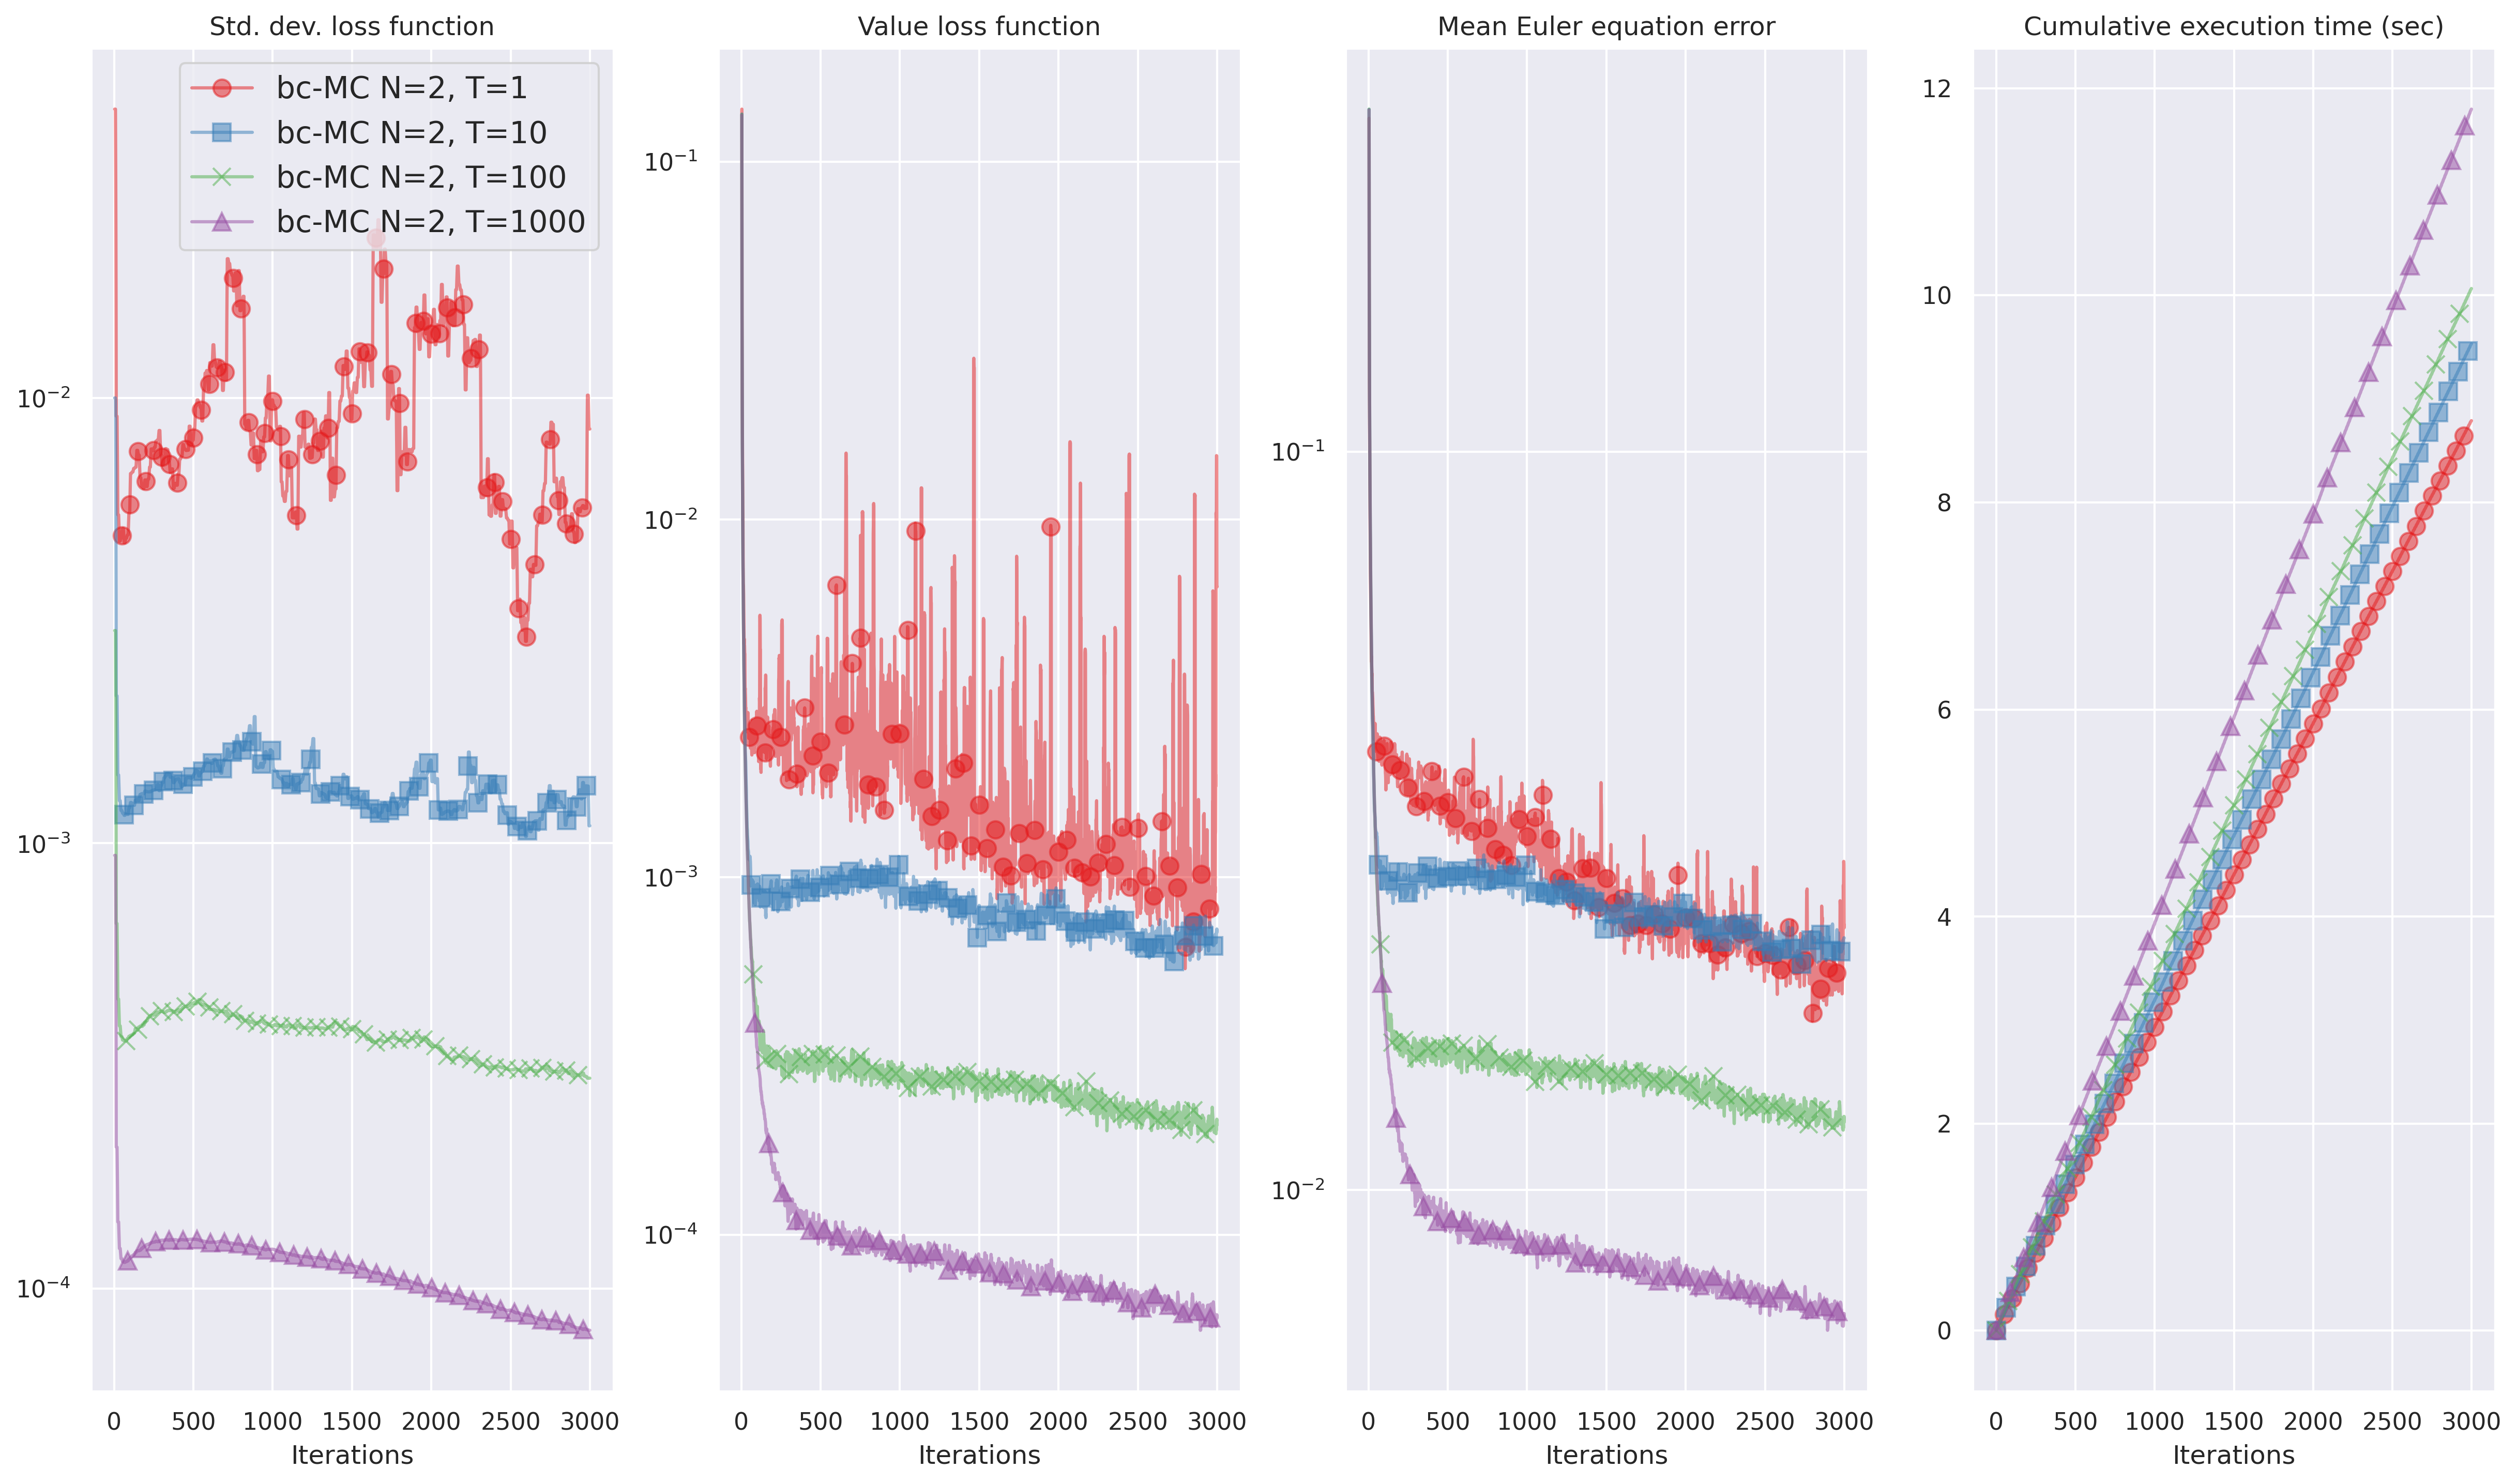 Std. dev. loss function
bc-MC N=2, T=1
bc-MC N=2, T=10
bc-MC N=2, T=100
bc-MC N=2, T=1000
10⁻²
10⁻³
10⁻⁴
0 500 1000 1500 2000 2500 3000
Iterations
Value loss function
10⁻¹
10⁻²
10⁻³
10⁻⁴
0 500 1000 1500 2000 2500 3000
Iterations
Mean Euler equation error
10⁻¹
10⁻²
0 500 1000 1500 2000 2500 3000
Iterations
Cumulative execution time (sec)
12
10
8
6
4
2
0
0 500 1000 1500 2000 2500 3000
Iterations